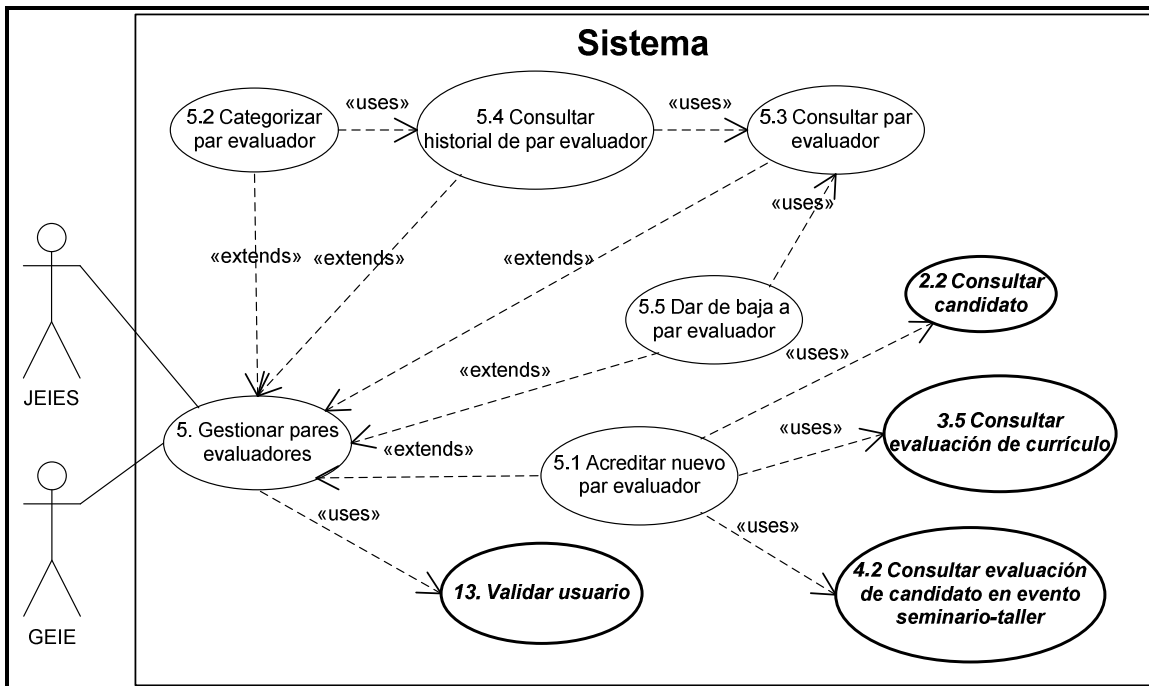 Sistema
«uses»
«uses»
5.2 Categorizar
par evaluador
5.4 Consultar
historial de par evaluador
5.3 Consultar par
evaluador
«uses»
«extends»
«extends»
«extends»
2.2 Consultar
candidato
5.5 Dar de baja a
par evaluador
«uses»
«extends»
JEIES
3.5 Consultar
evaluación de currículo
«uses»
5. Gestionar pares
evaluadores
«extends»
5.1 Acreditar nuevo
par evaluador
«uses»
«uses»
4.2 Consultar evaluación
de candidato en evento
seminario-taller
13. Validar usuario
GEIE